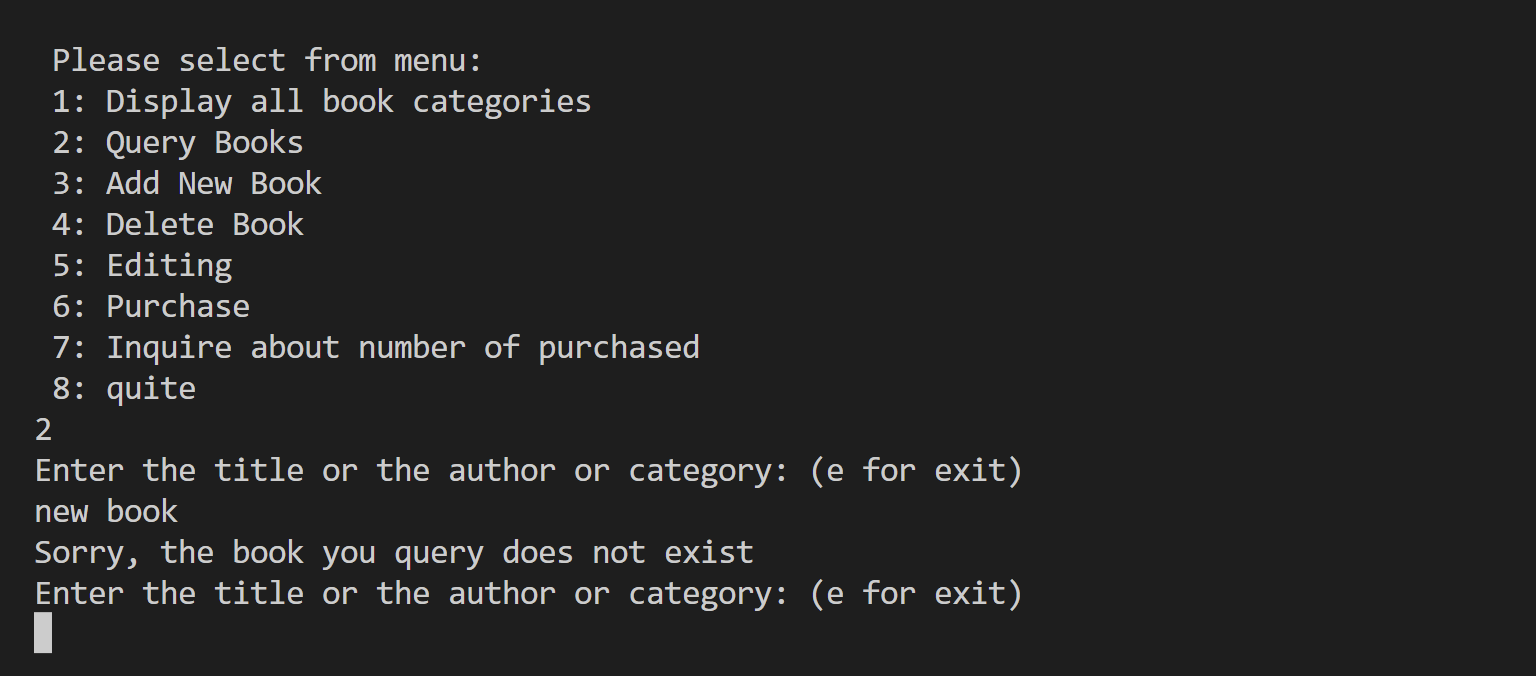 Please select from menu:
1: Display all book categories
2: Query Books
3: Add New Book
4: Delete Book
5: Editing
6: Purchase
7: Inquire about number of purchased
8: quite
2
Enter the title or the author or category: (e for exit)
new book
Sorry, the book you query does not exist
Enter the title or the author or category: (e for exit)